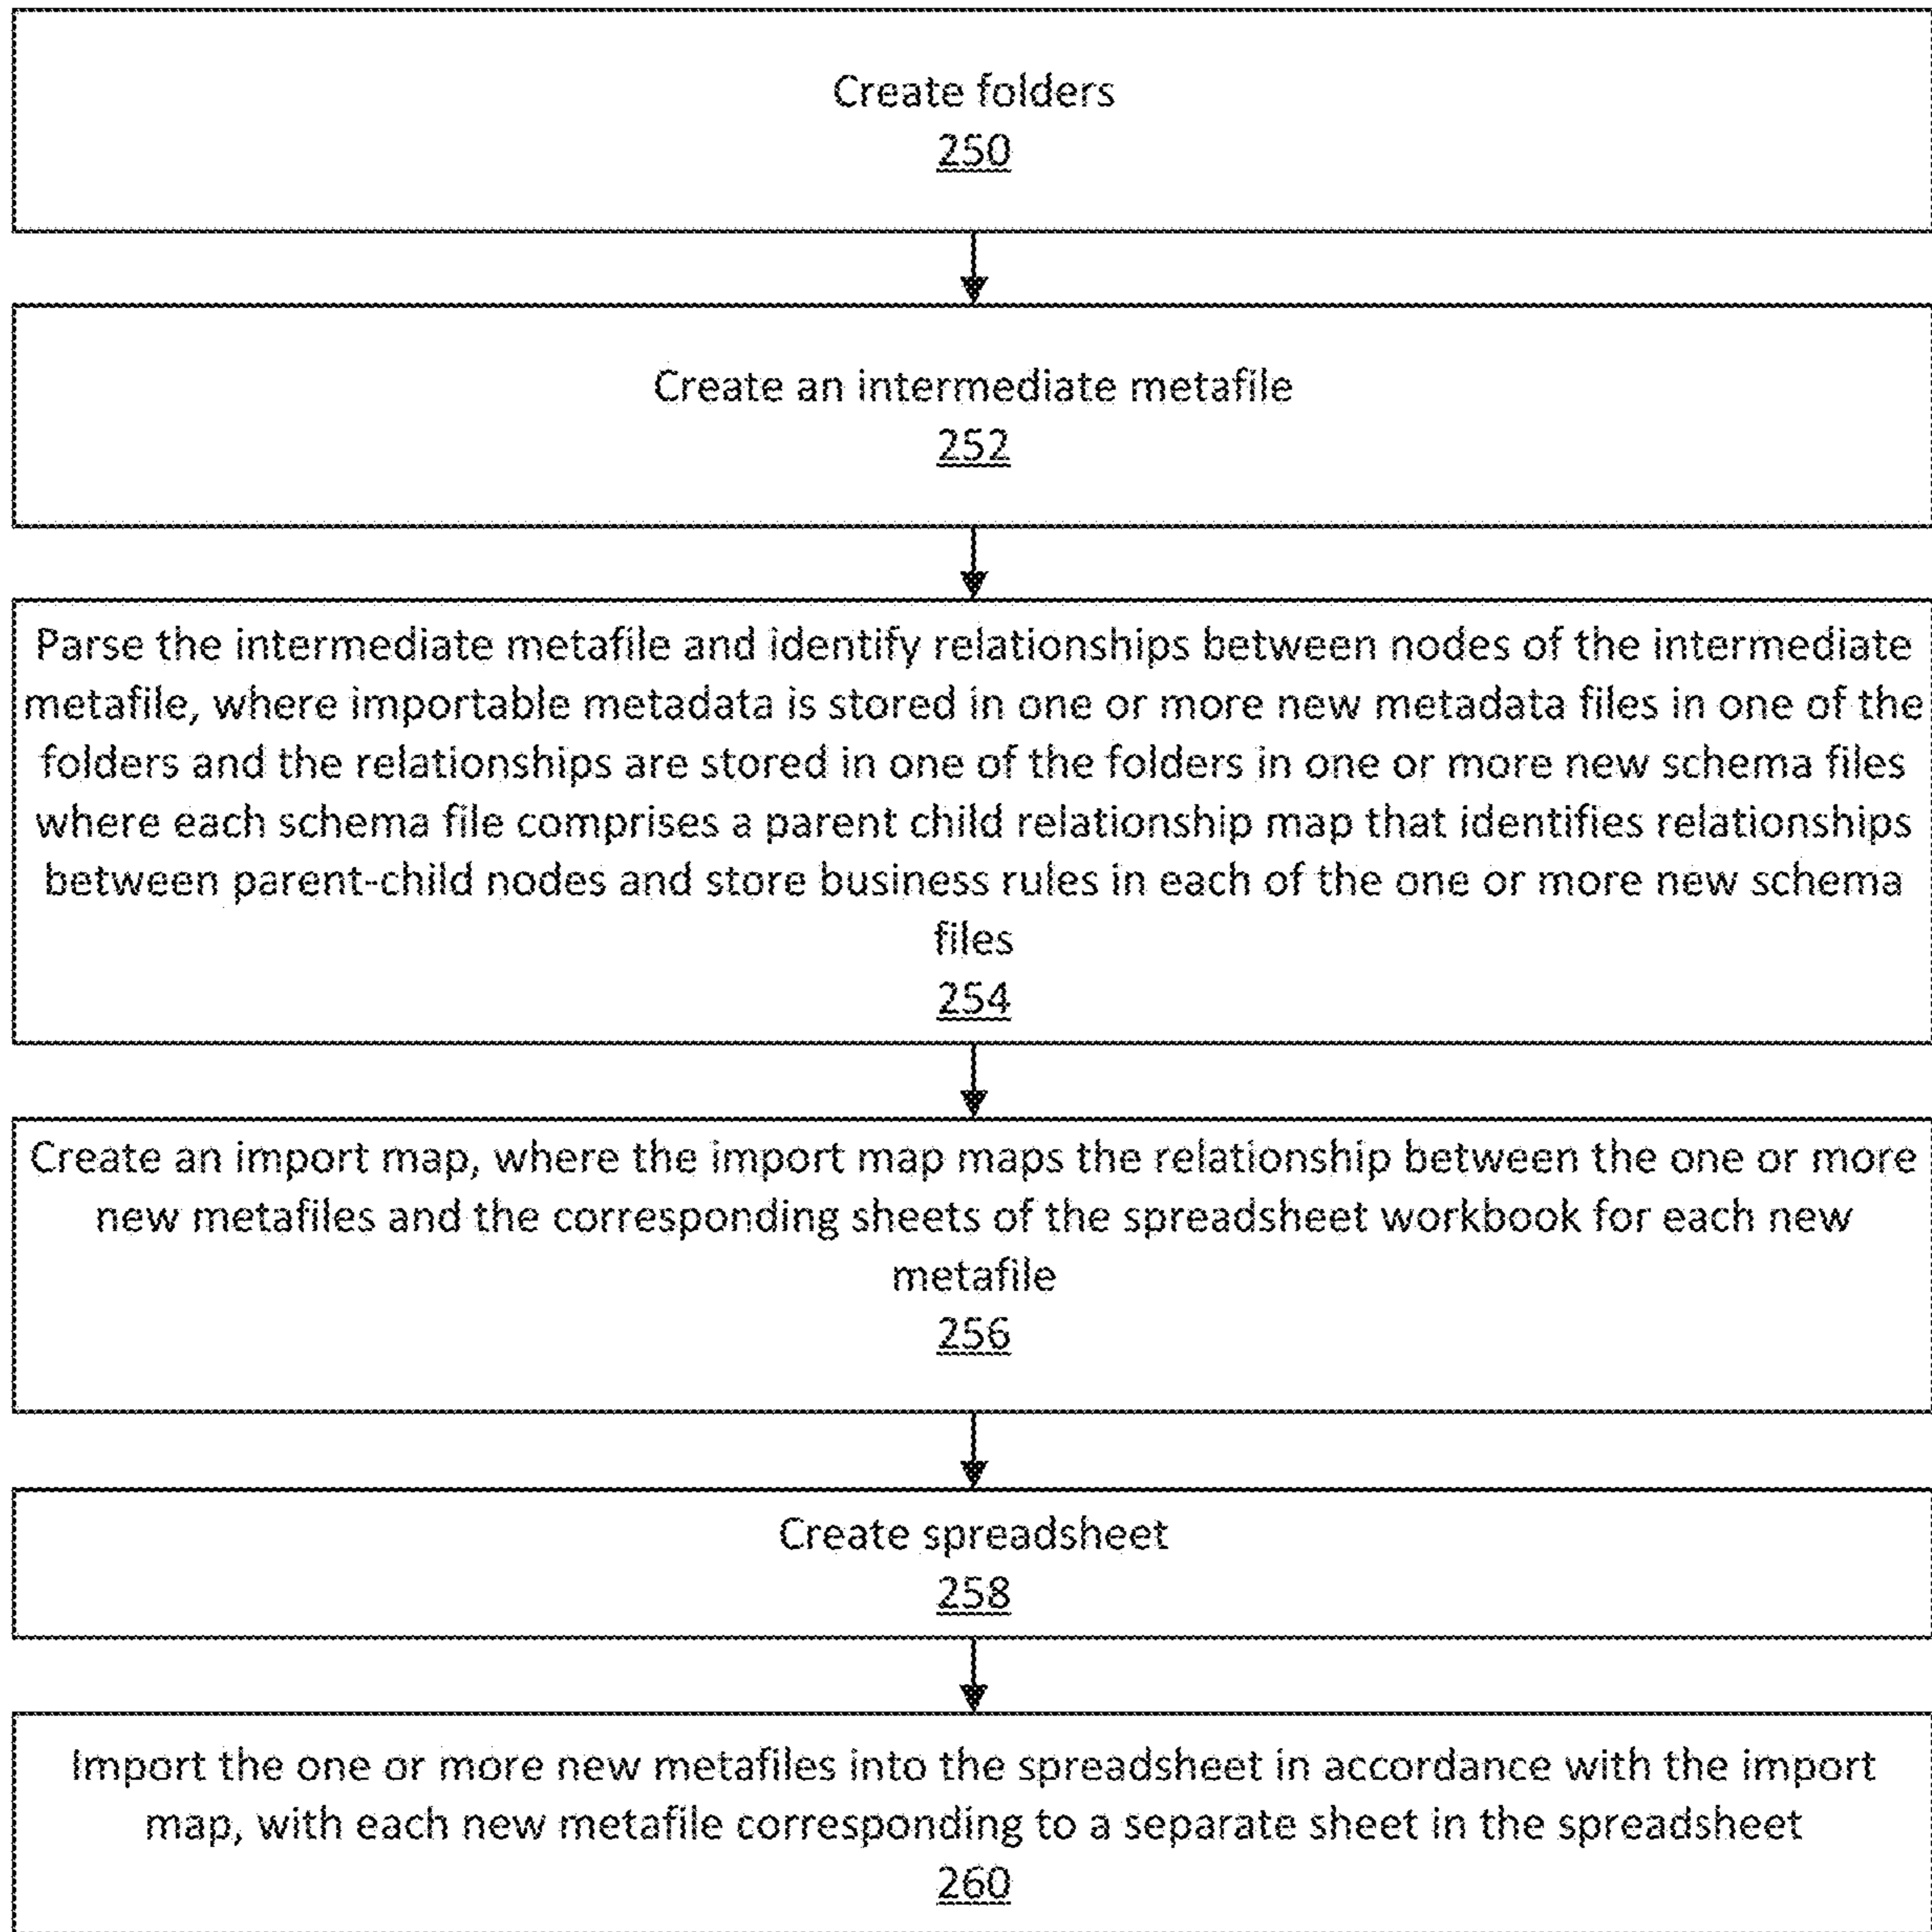 Create folders
250
Create an intermediate metafile
252
Parse the intermediate metafile and identify relationships between nodes of the intermediate
metafile, where importable metadata is stored in one or more new metadata files in one of the
folders and the relationships are stored in one of the folders in one or more new schema files
where each schema file comprises a parent child relationship map that identifies relationships
between parent-child nodes and store business rules in each of the one or more new schema
files
254
Create an import map, where the import map maps the relationship between the one or more
new metafiles and the corresponding sheets of the spreadsheet workbook for each new
metafile
256
Create spreadsheet
258
Import the one or more new metafiles into the spreadsheet in accordance with the import
map, with each new metafile corresponding to a separate sheet in the spreadsheet
260